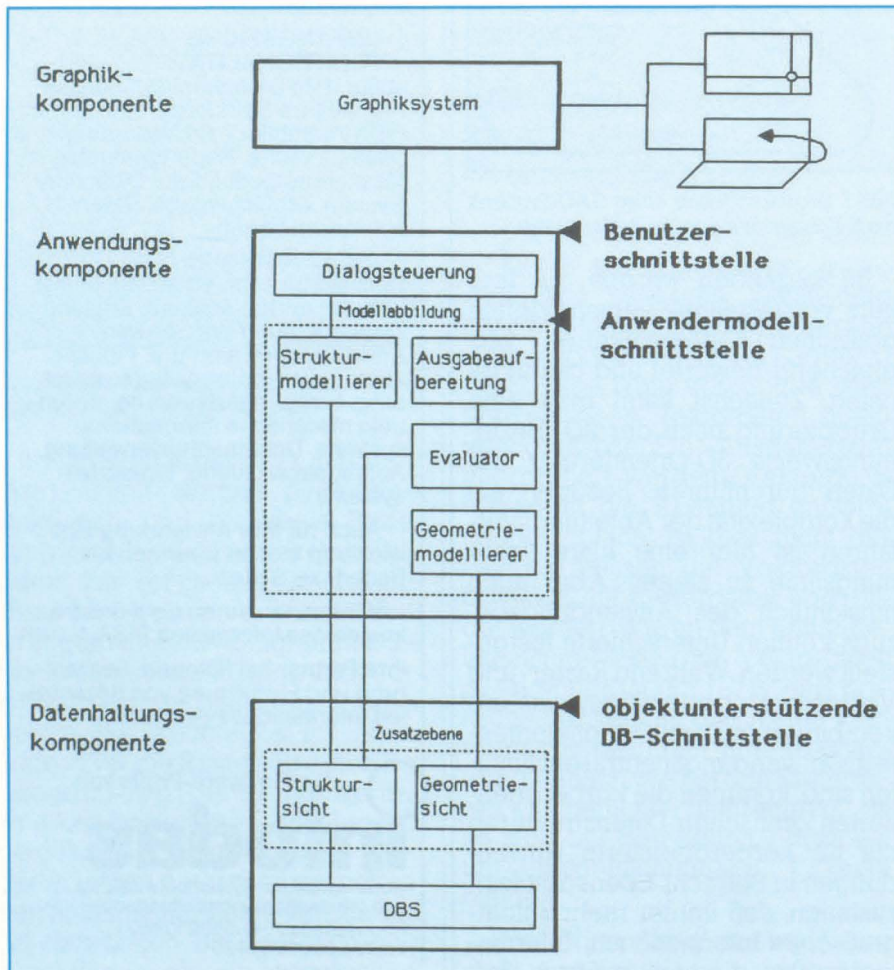 Graphik-
komponente
Graphiksystem
Anwendungs-
komponente
Benutzer-
schnittstelle
Dialogsteuerung
Modellabbildung
Anwendermodell-
schnittstelle
Struktur-
modellierer
Ausgabeauf-
bereitung
Evaluator
Geometrie-
modellierer
Datenhaltungs-
komponente
objektunterstützende
DB-Schnittstelle
Zusatzebene
Struktur-
sicht
Geometrie-
sicht
DBS